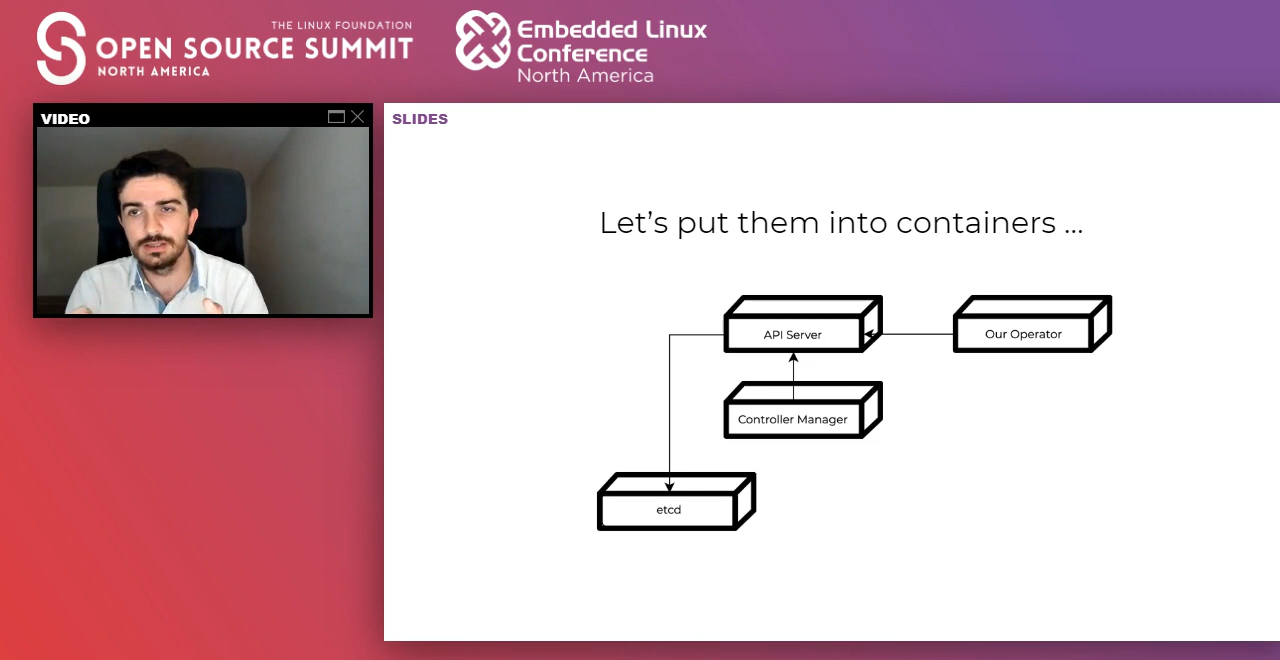 THE LINUX FOUNDATION
OPEN SOURCE SUMMIT
NORTH AMERICA
Embedded Linux
Conference
North America
VIDEO
SLIDES
Let’s put them into containers ...
API Server
Our Operator
Controller Manager
etcd